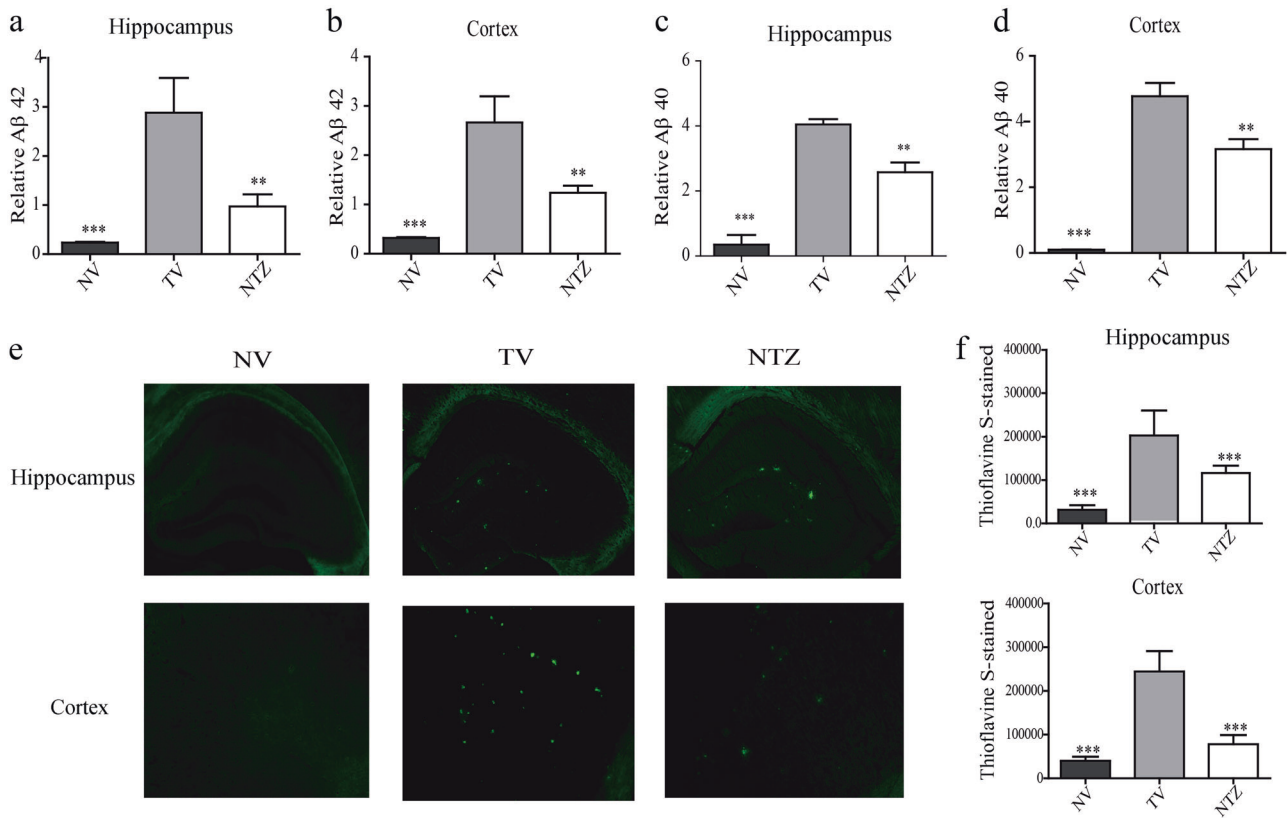 a
Hippocampus
Relative Aβ 42
4
3
2
1
0
***
**
NV
TV
NTZ
b
Cortex
Relative Aβ 42
4
3
2
1
0
***
**
NV
TV
NTZ
c
Hippocampus
Relative Aβ 40
6
4
2
0
***
**
NV
TV
NTZ
d
Cortex
Relative Aβ 40
6
4
2
0
***
**
NV
TV
NTZ
e
NV
TV
NTZ
Hippocampus
Cortex
f
Hippocampus
Thioflavine S-stained
400000
300000
200000
100000
0.0
***
***
NV
TV
NTZ
Cortex
Thioflavine S-stained
400000
300000
200000
100000
0
***
***
NV
TV
NTZ